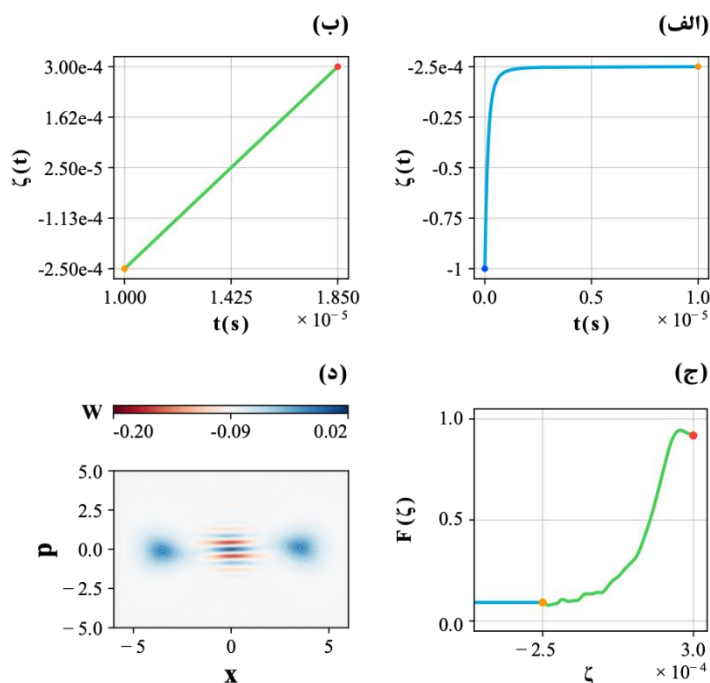 (الف)
ζ(t)
-2.5e-4
-0.25
-0.5
-0.75
-1
0.0 0.5 1.0
t(s) × 10⁻⁵
(ب)
ζ(t)
3.00e-4
1.62e-4
2.50e-5
-1.13e-4
-2.50e-4
1.000 1.425 1.850
t(s) × 10⁻⁵
(ج)
F(ζ)
1.0
0.5
0.0
−2.5 3.0
ζ × 10⁻⁴
(د)
W
-0.20 -0.09 0.02
p
5.0
2.5
0.0
−2.5
−5.0
−5 0 5
x